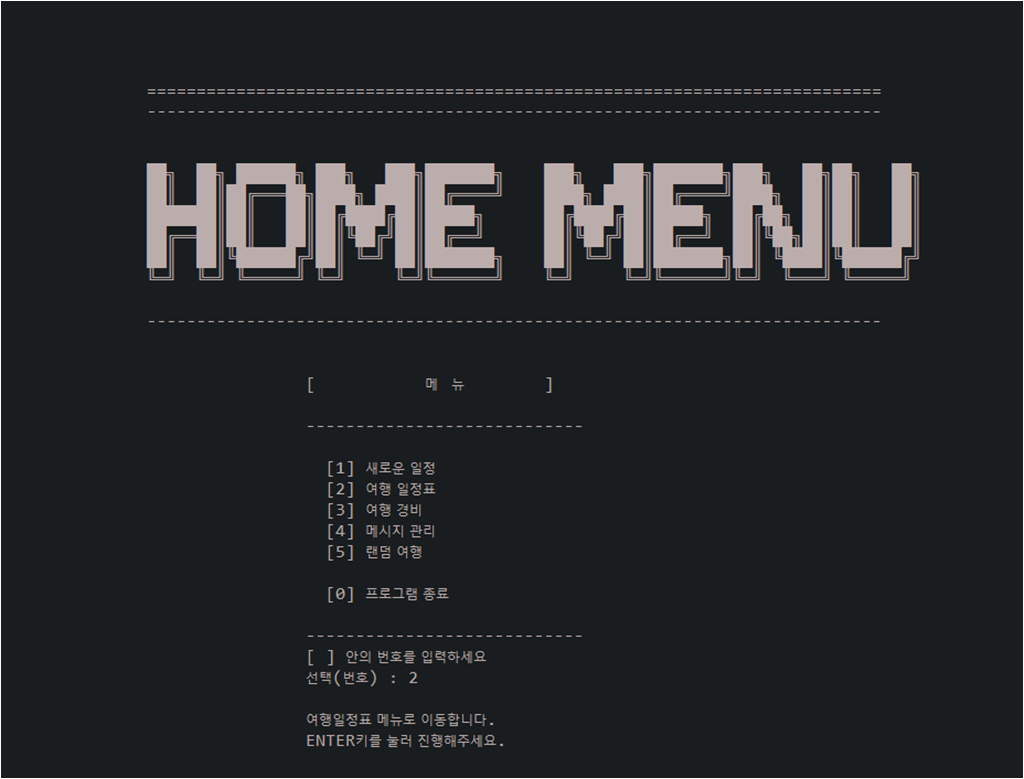 ==========================================================================
--------------------------------------------------------------------------
HOME MENU
--------------------------------------------------------------------------
[           메  뉴        ]
----------------------------
[1] 새로운 일정
[2] 여행 일정표
[3] 여행 경비
[4] 메시지 관리
[5] 랜덤 여행
[0] 프로그램 종료
----------------------------
[ ] 안의 번호를 입력하세요
선택(번호) : 2
여행일정표 메뉴로 이동합니다.
ENTER키를 눌러 진행해주세요.